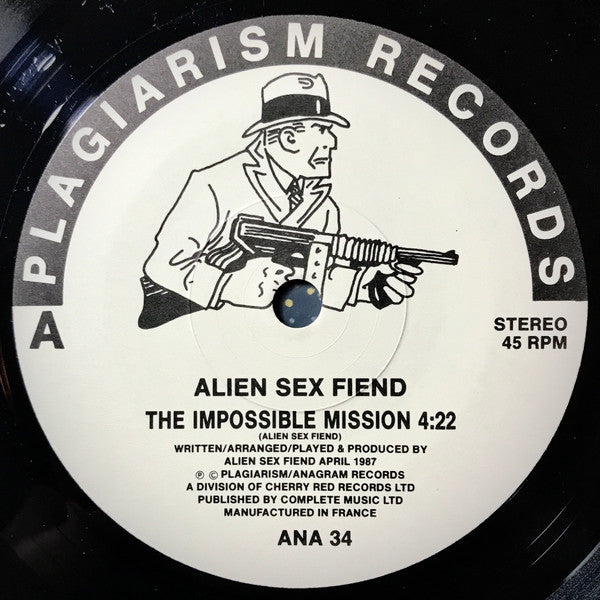 PLAGIARISM RECORDS
A
STEREO
45 RPM
ALIEN SEX FIEND
THE IMPOSSIBLE MISSION 4:22
(ALIEN SEX FIEND)
WRITTEN/ARRANGED/PLAYED & PRODUCED BY
ALIEN SEX FIEND APRIL 1987
℗ © PLAGIARISM/ANAGRAM RECORDS
A DIVISION OF CHERRY RED RECORDS LTD
PUBLISHED BY COMPLETE MUSIC LTD
MANUFACTURED IN FRANCE
ANA 34